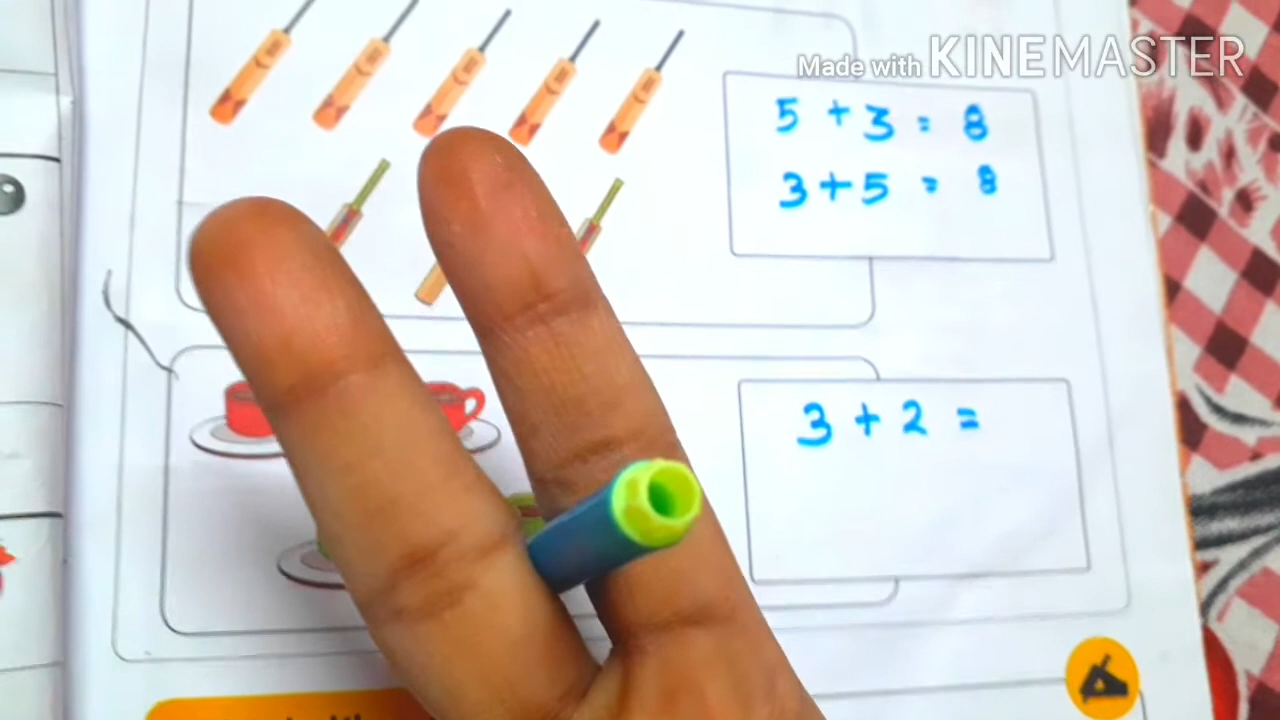 Made with KINEMASTER
5 + 3 = 8
3 + 5 = 8
3 + 2 =